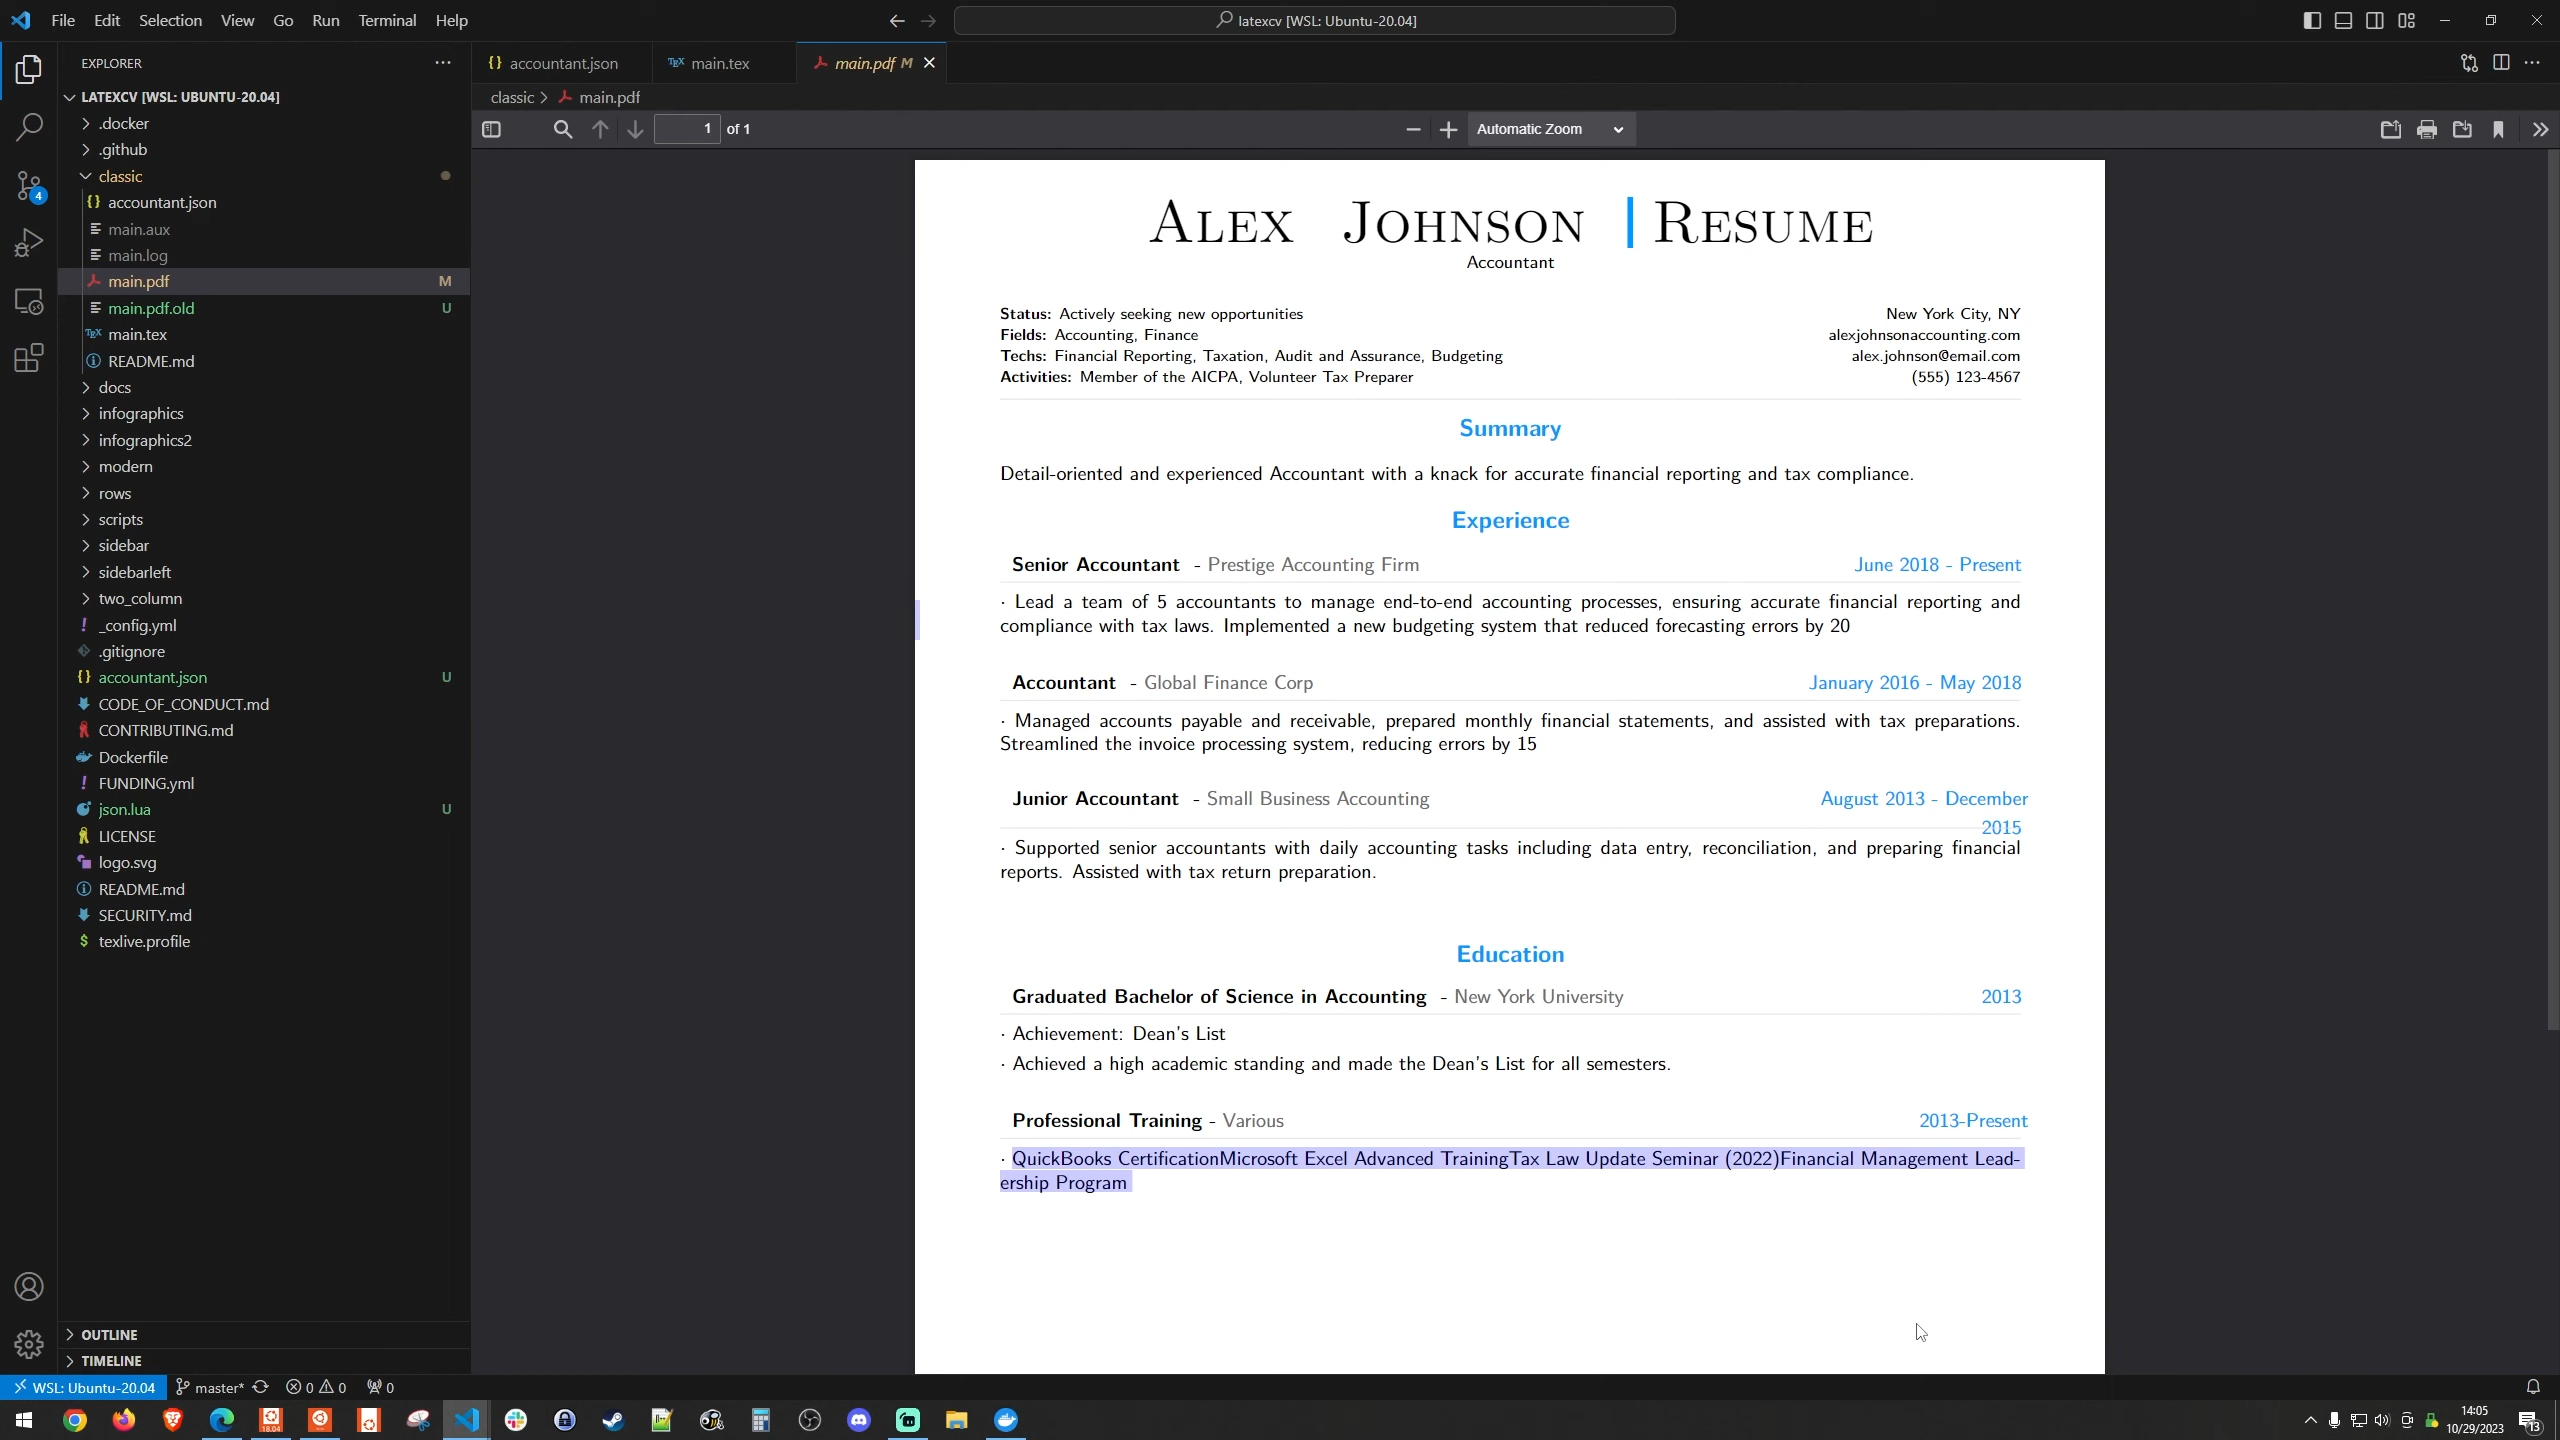 File Edit Selection View Go Run Terminal Help
latexcv [WSL: Ubuntu-20.04]
EXPLORER
LATEXCV [WSL: UBUNTU-20.04]
.docker
.github
classic
accountant.json
main.aux
main.log
main.pdf M
main.pdf.old U
main.tex
README.md
docs
infographics
infographics2
modern
rows
scripts
sidebar
sidebarleft
two_column
_config.yml
.gitignore
accountant.json U
CODE_OF_CONDUCT.md
CONTRIBUTING.md
Dockerfile
FUNDING.yml
json.lua U
LICENSE
logo.svg
README.md
SECURITY.md
texlive.profile
OUTLINE
TIMELINE
4
accountant.json main.tex main.pdf M
classic > main.pdf
1 of 1 Automatic Zoom
ALEX JOHNSON | RESUME
Accountant
Status: Actively seeking new opportunities New York City, NY
Fields: Accounting, Finance alexjohnsonaccounting.com
Techs: Financial Reporting, Taxation, Audit and Assurance, Budgeting alex.johnson@email.com
Activities: Member of the AICPA, Volunteer Tax Preparer (555) 123-4567
Summary
Detail-oriented and experienced Accountant with a knack for accurate financial reporting and tax compliance.
Experience
Senior Accountant - Prestige Accounting Firm June 2018 - Present
· Lead a team of 5 accountants to manage end-to-end accounting processes, ensuring accurate financial reporting and
compliance with tax laws. Implemented a new budgeting system that reduced forecasting errors by 20
Accountant - Global Finance Corp January 2016 - May 2018
· Managed accounts payable and receivable, prepared monthly financial statements, and assisted with tax preparations.
Streamlined the invoice processing system, reducing errors by 15
Junior Accountant - Small Business Accounting August 2013 - December
2015
· Supported senior accountants with daily accounting tasks including data entry, reconciliation, and preparing financial
reports. Assisted with tax return preparation.
Education
Graduated Bachelor of Science in Accounting - New York University 2013
· Achievement: Dean's List
· Achieved a high academic standing and made the Dean's List for all semesters.
Professional Training - Various 2013-Present
· QuickBooks CertificationMicrosoft Excel Advanced TrainingTax Law Update Seminar (2022)Financial Management Lead-
ership Program
WSL: Ubuntu-20.04 master* 0 0 0
18.04
14:05
10/29/2023
13